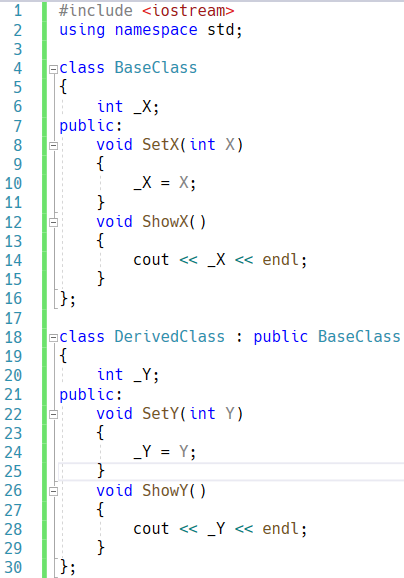 1 #include <iostream>
2 using namespace std;
3
4 class BaseClass
5 {
6     int _X;
7 public:
8     void SetX(int X)
9     {
10         _X = X;
11     }
12     void ShowX()
13     {
14         cout << _X << endl;
15     }
16 };
17
18 class DerivedClass : public BaseClass
19 {
20     int _Y;
21 public:
22     void SetY(int Y)
23     {
24         _Y = Y;
25     }
26     void ShowY()
27     {
28         cout << _Y << endl;
29     }
30 };